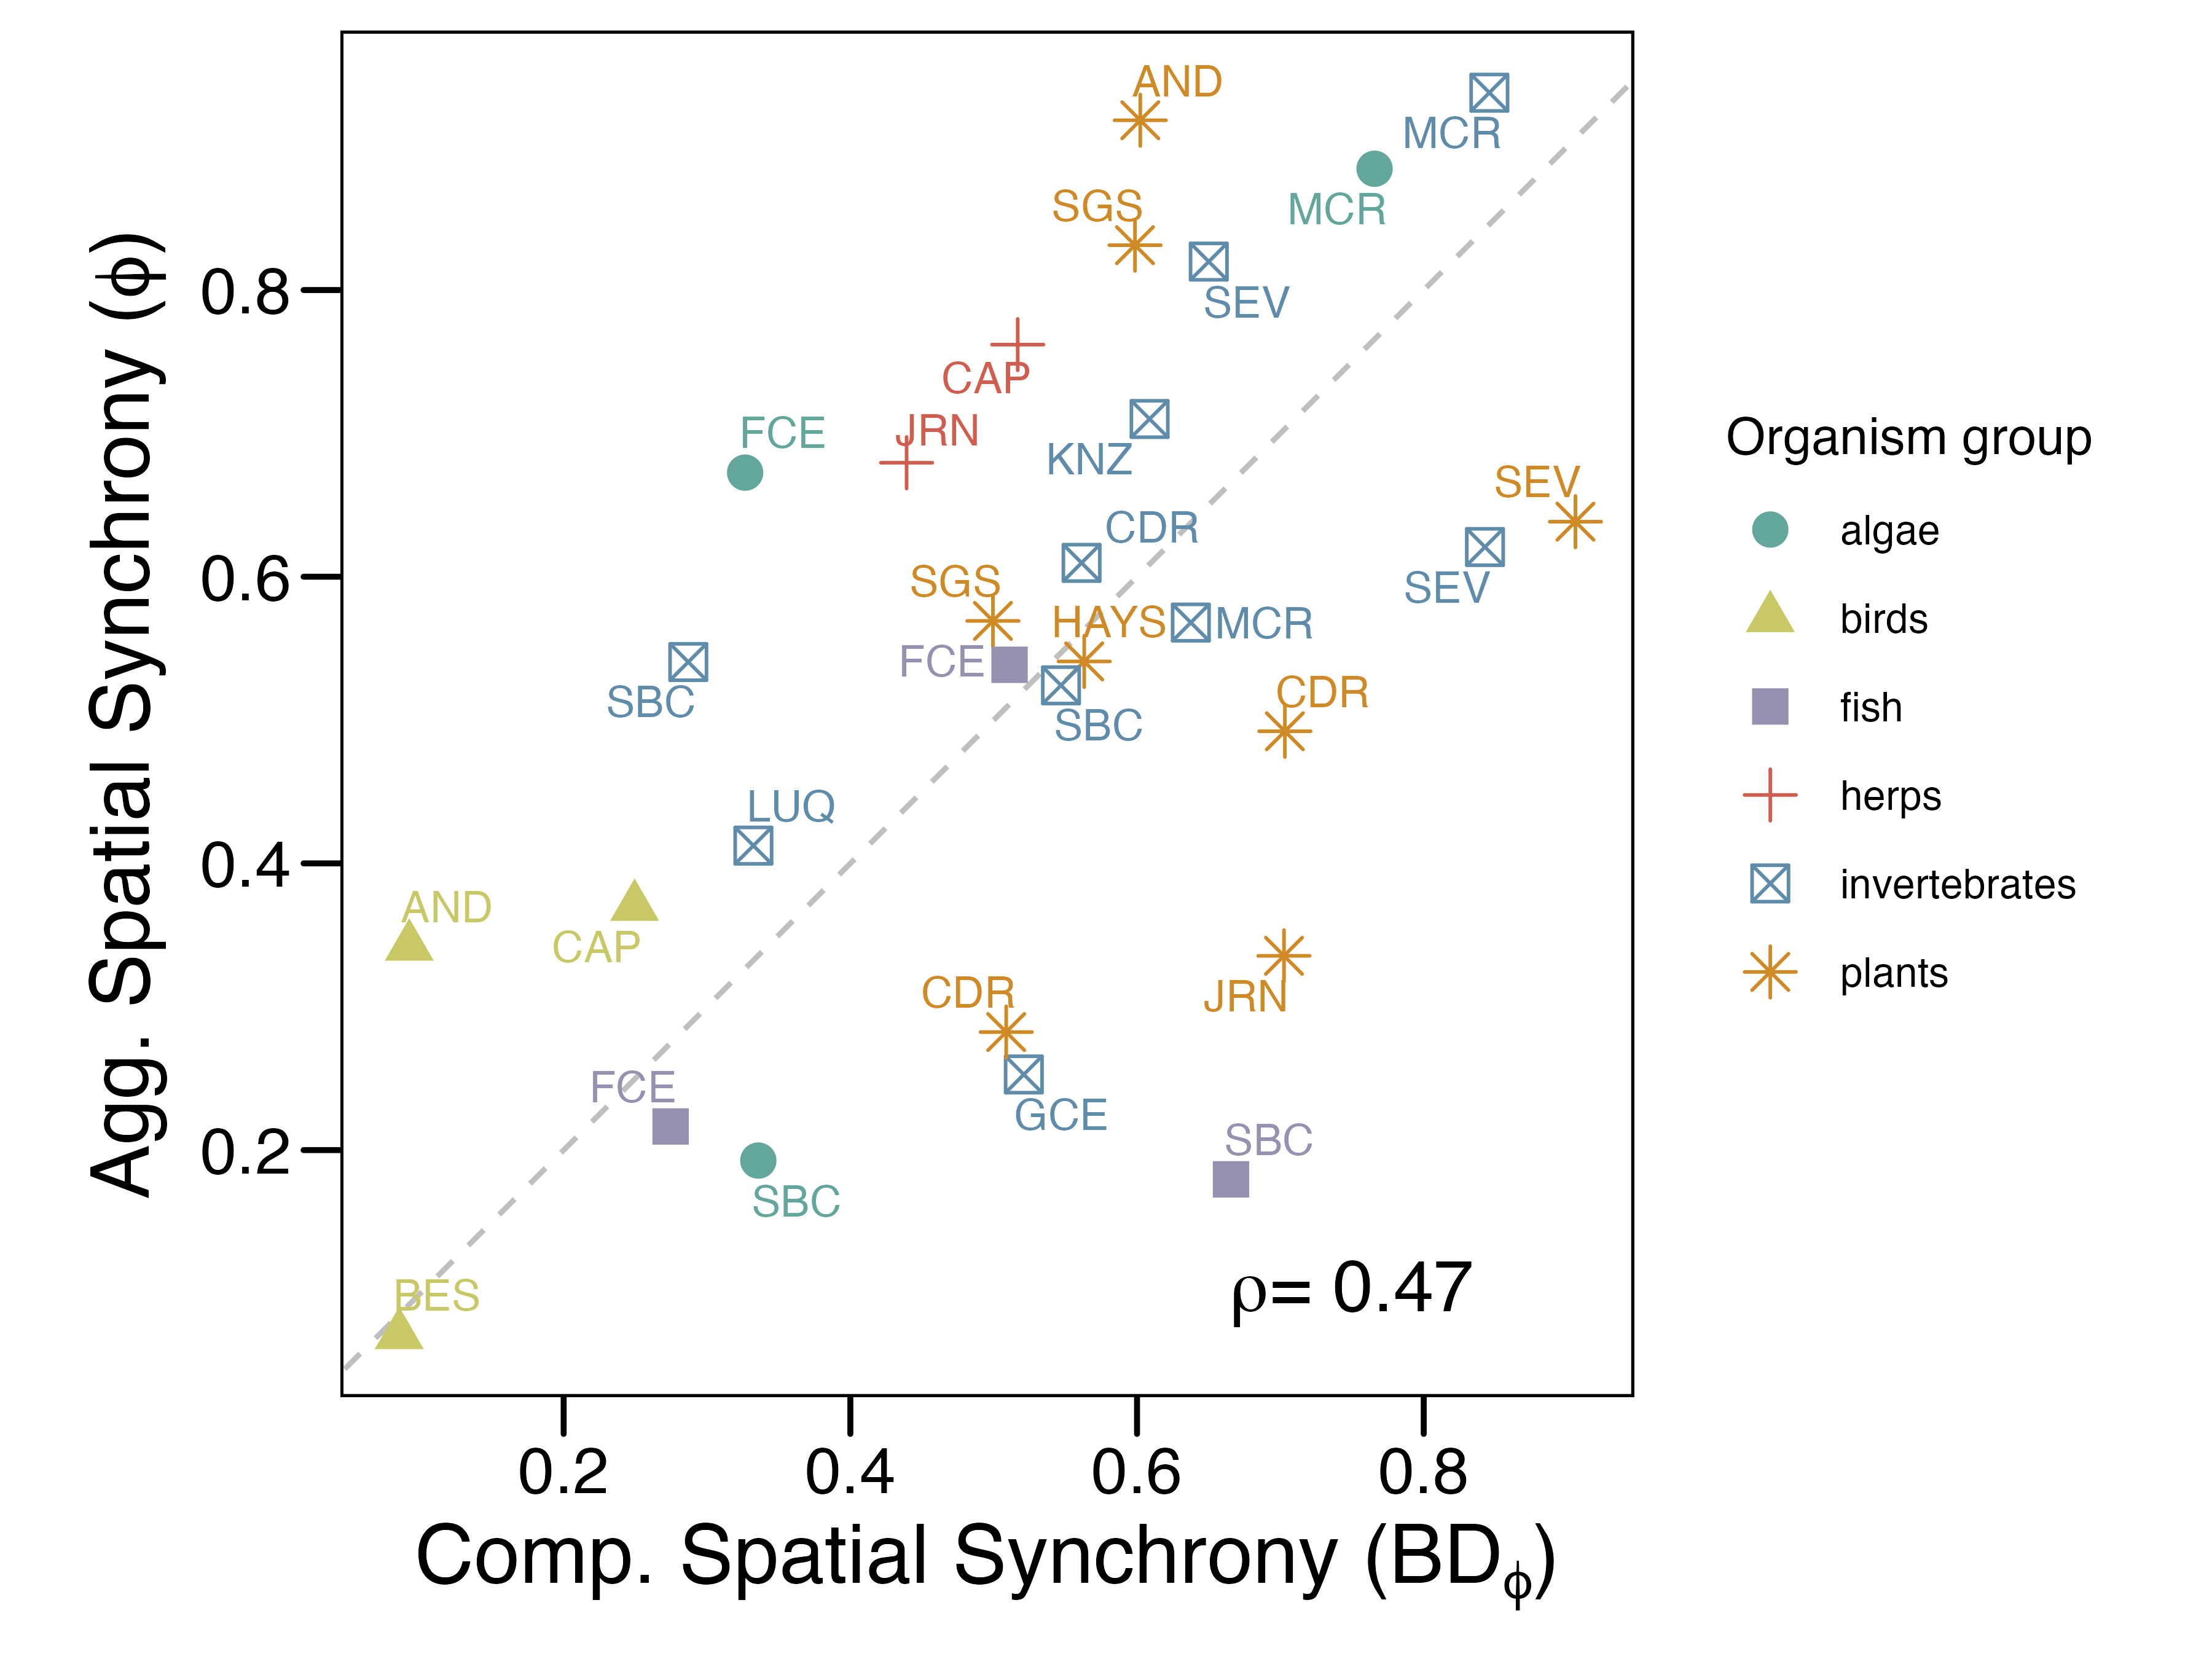 AND
MCR
MCR
SGS
SEV
CAP
FCE
JRN
KNZ
SEV
CDR
SEV
SGS
HAYS
MCR
FCE
SBC
CDR
SBC
LUQ
AND
CAP
CDR
JRN
FCE
GCE
SBC
SBC
BES
ρ= 0.47
0.8
0.6
0.4
0.2
0.2 0.4 0.6 0.8
Agg. Spatial Synchrony (ϕ)
Comp. Spatial Synchrony (BDϕ)
Organism group
algae
birds
fish
herps
invertebrates
plants